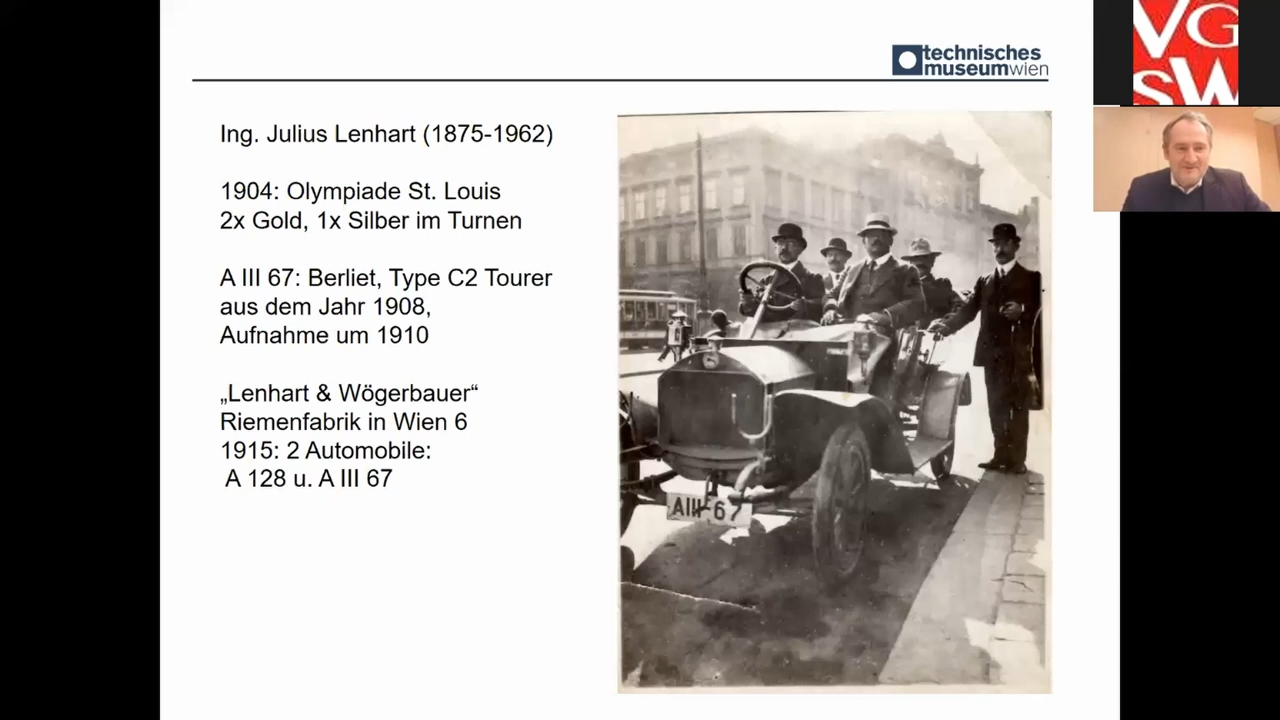 technisches
museumwien
VG
SW
Ing. Julius Lenhart (1875-1962)
1904: Olympiade St. Louis
2x Gold, 1x Silber im Turnen
A III 67: Berliet, Type C2 Tourer
aus dem Jahr 1908,
Aufnahme um 1910
„Lenhart & Wögerbauer“
Riemenfabrik in Wien 6
1915: 2 Automobile:
A 128 u. A III 67
AIII-67